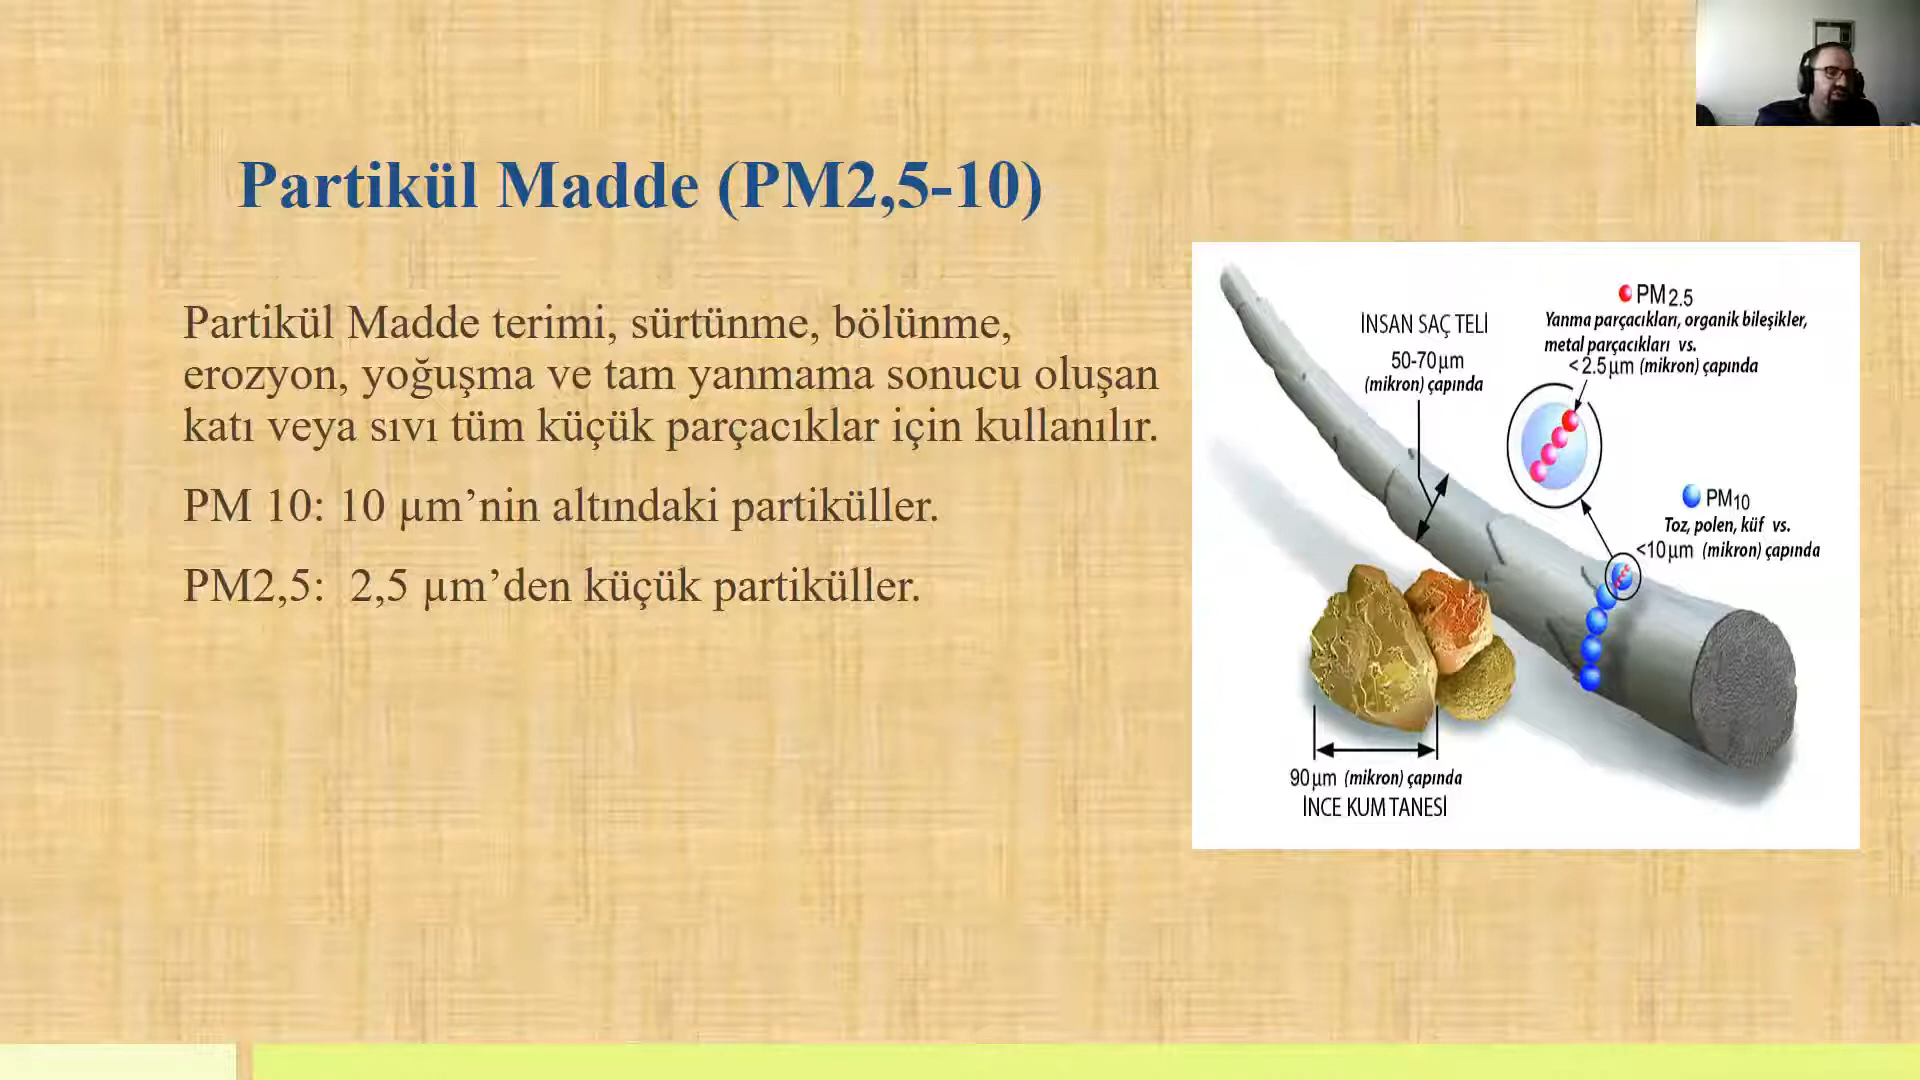 Partikül Madde (PM2,5-10)
Partikül Madde terimi, sürtünme, bölünme,
erozyon, yoğuşma ve tam yanmama sonucu oluşan
katı veya sıvı tüm küçük parçacıklar için kullanılır.
PM 10: 10 µm’nin altındaki partiküller.
PM2,5:  2,5 µm’den küçük partiküller.
İNSAN SAÇ TELİ
50-70µm
(mikron) çapında
PM2.5
Yanma parçacıkları, organik bileşikler,
metal parçacıkları vs.
< 2.5µm (mikron) çapında
PM10
Toz, polen, küf vs.
<10µm (mikron) çapında
90µm (mikron) çapında
İNCE KUM TANESİ